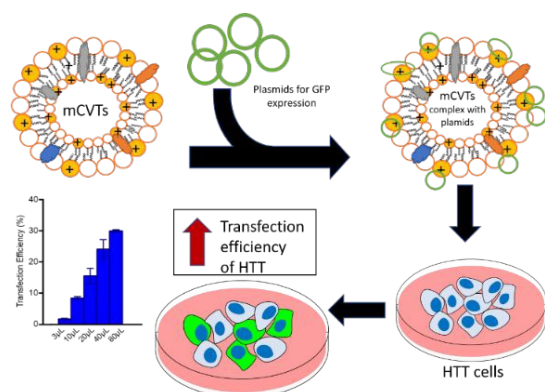 mCVTs
Plasmids for GFP
expression
mCVTs
complex with
plamids
Transfection
efficiency
of HTT
HTT cells
Transfection Efficiency (%)
40
30
20
10
0
3μL
10μL
20μL
40μL
80μL
+